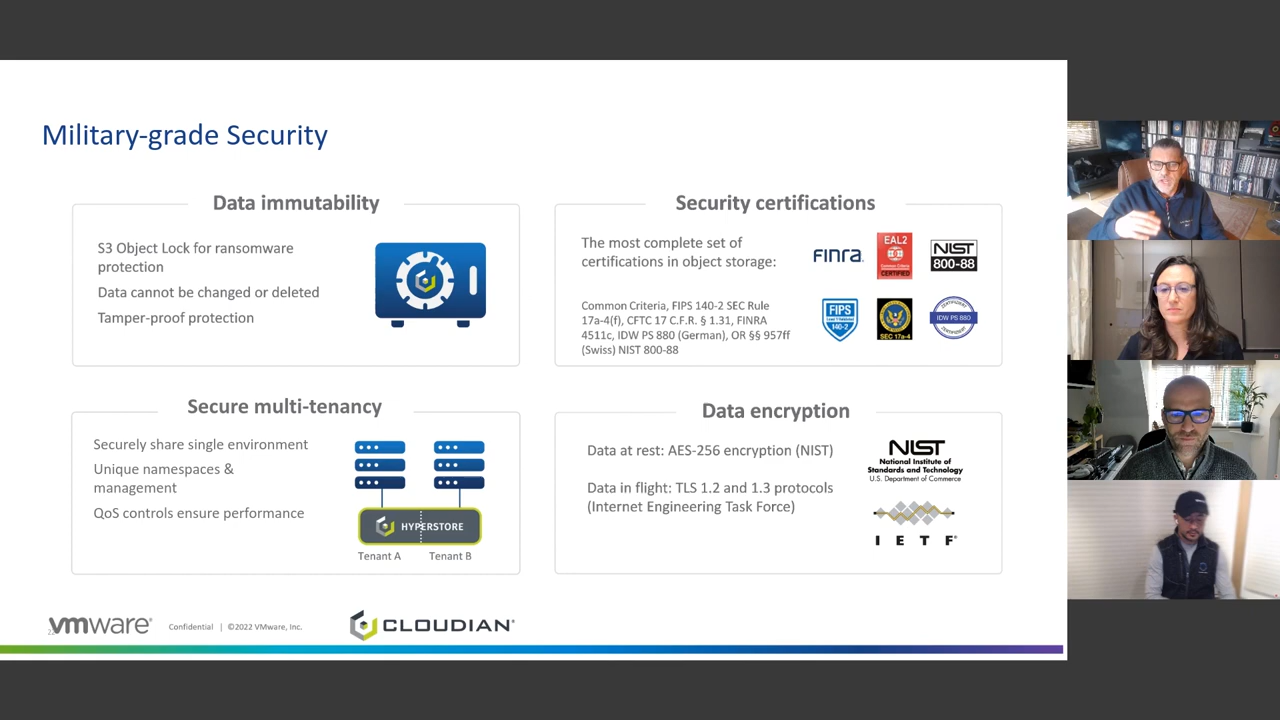 Military-grade Security
Data immutability
S3 Object Lock for ransomware
protection
Data cannot be changed or deleted
Tamper-proof protection
Security certifications
The most complete set of
certifications in object storage:
Common Criteria, FIPS 140-2 SEC Rule
17a-4(f), CFTC 17 C.F.R. § 1.31, FINRA
4511c, IDW PS 880 (German), OR §§ 957ff
(Swiss) NIST 800-88
FINRA
EAL2
Common Criteria
CERTIFIED
NIST
800-88
FIPS
140-2
SEC 17a-4
CERTIFICATED
IDW PS 880
CERTIFICATED
Secure multi-tenancy
Securely share single environment
Unique namespaces &
management
QoS controls ensure performance
HYPERSTORE
Tenant A
Tenant B
Data encryption
Data at rest: AES-256 encryption (NIST)
Data in flight: TLS 1.2 and 1.3 protocols
(Internet Engineering Task Force)
NIST
National Institute of
Standards and Technology
U.S. Department of Commerce
I E T F®
vmware®
Confidential | ©2022 VMware, Inc.
CLOUDIAN®